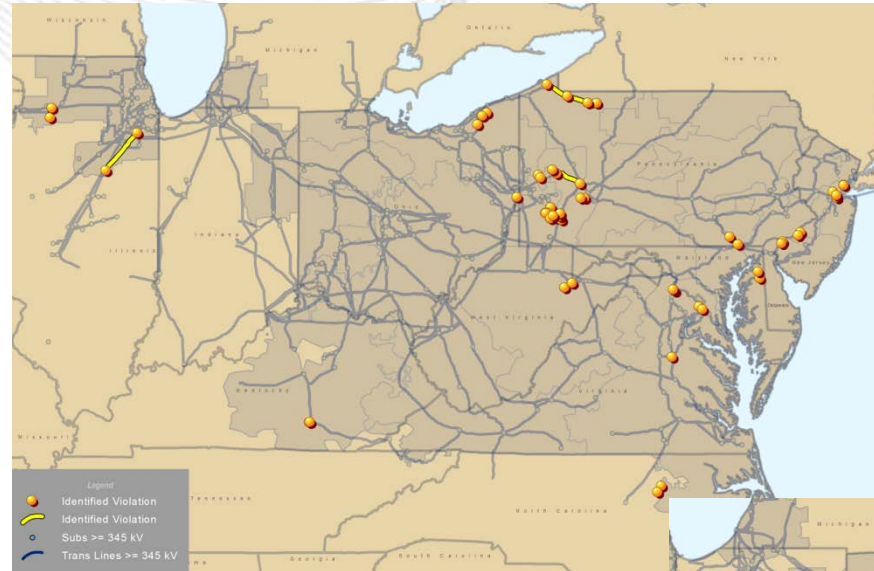 Wisconsin
Michigan
Ontario
New York
Pennsylvania
Ohio
Indiana
Illinois
Maryland
New Jersey
Delaware
West Virginia
Virginia
Kentucky
Missouri
Tennessee
North Carolina
Georgia
South Carolina
Legend
Identified Violation
Identified Violation
Subs >= 345 kV
Trans Lines >= 345 kV
Michigan